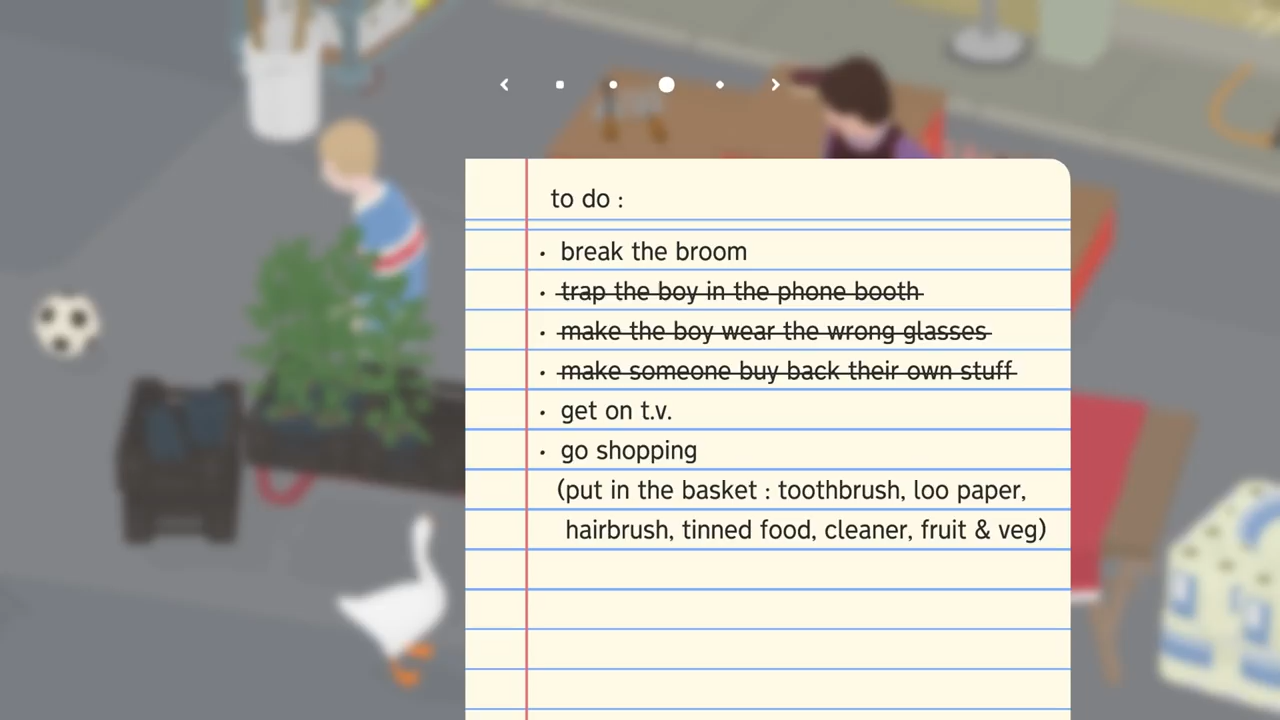 to do :
• break the broom
• trap the boy in the phone booth
• make the boy wear the wrong glasses
• make someone buy back their own stuff
• get on t.v.
• go shopping
(put in the basket : toothbrush, loo paper,
hairbrush, tinned food, cleaner, fruit & veg)